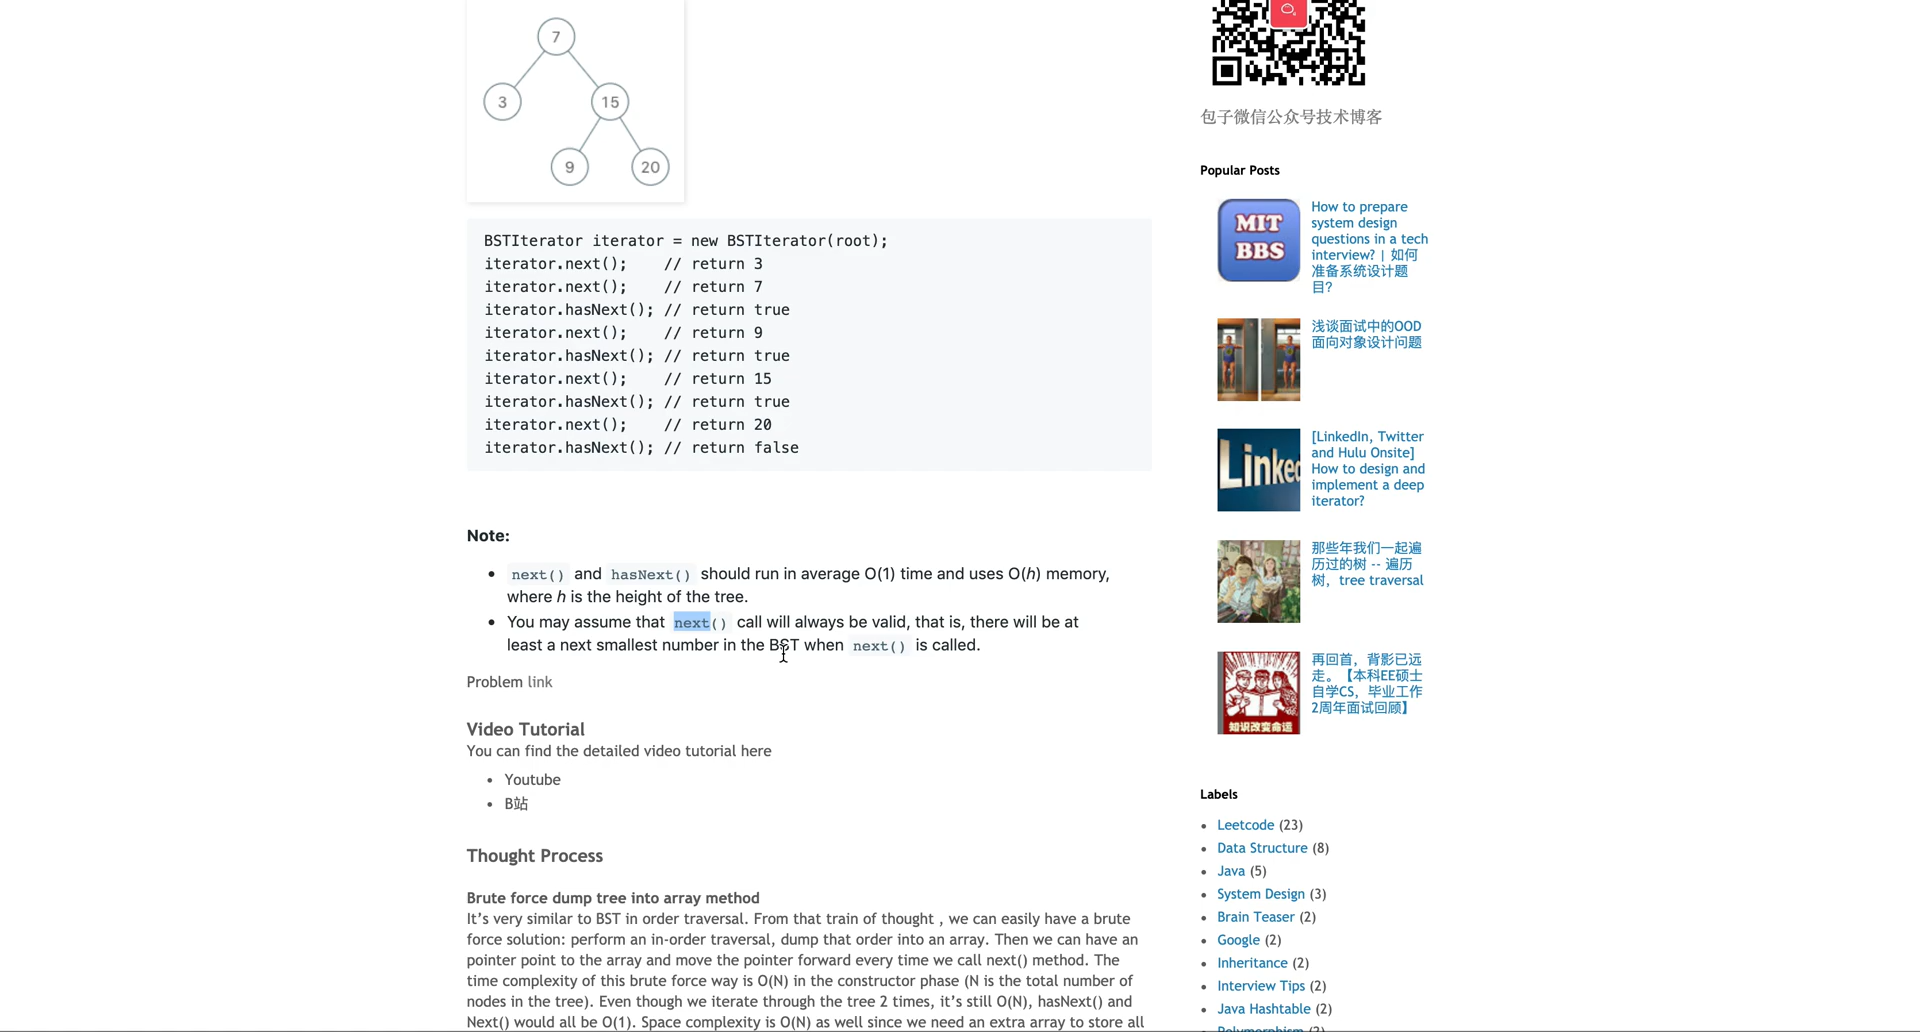 7
3
15
9
20
BSTIterator iterator = new BSTIterator(root);
iterator.next();    // return 3
iterator.next();    // return 7
iterator.hasNext(); // return true
iterator.next();    // return 9
iterator.hasNext(); // return true
iterator.next();    // return 15
iterator.hasNext(); // return true
iterator.next();    // return 20
iterator.hasNext(); // return false
Note:
• next() and hasNext() should run in average O(1) time and uses O(h) memory,
where h is the height of the tree.
• You may assume that next() call will always be valid, that is, there will be at
least a next smallest number in the BST when next() is called.
Problem link
Video Tutorial
You can find the detailed video tutorial here
• Youtube
• B站
Thought Process
Brute force dump tree into array method
It's very similar to BST in order traversal. From that train of thought , we can easily have a brute
force solution: perform an in-order traversal, dump that order into an array. Then we can have an
pointer point to the array and move the pointer forward every time we call next() method. The
time complexity of this brute force way is O(N) in the constructor phase (N is the total number of
nodes in the tree). Even though we iterate through the tree 2 times, it's still O(N), hasNext() and
Next() would all be O(1). Space complexity is O(N) as well since we need an extra array to store all
包子微信公众号技术博客
Popular Posts
MIT
BBS
How to prepare
system design
questions in a tech
interview? | 如何
准备系统设计题
目?
浅谈面试中的OOD
面向对象设计问题
Linked
[LinkedIn, Twitter
and Hulu Onsite]
How to design and
implement a deep
iterator?
那些年我们一起遍
历过的树 -- 遍历
树, tree traversal
知识改变命运
再回首，背影已远
走。【本科EE硕士
自学CS，毕业工作
2周年面试回顾】
Labels
• Leetcode (23)
• Data Structure (8)
• Java (5)
• System Design (3)
• Brain Teaser (2)
• Google (2)
• Inheritance (2)
• Interview Tips (2)
• Java Hashtable (2)
• Polymorphism (2)